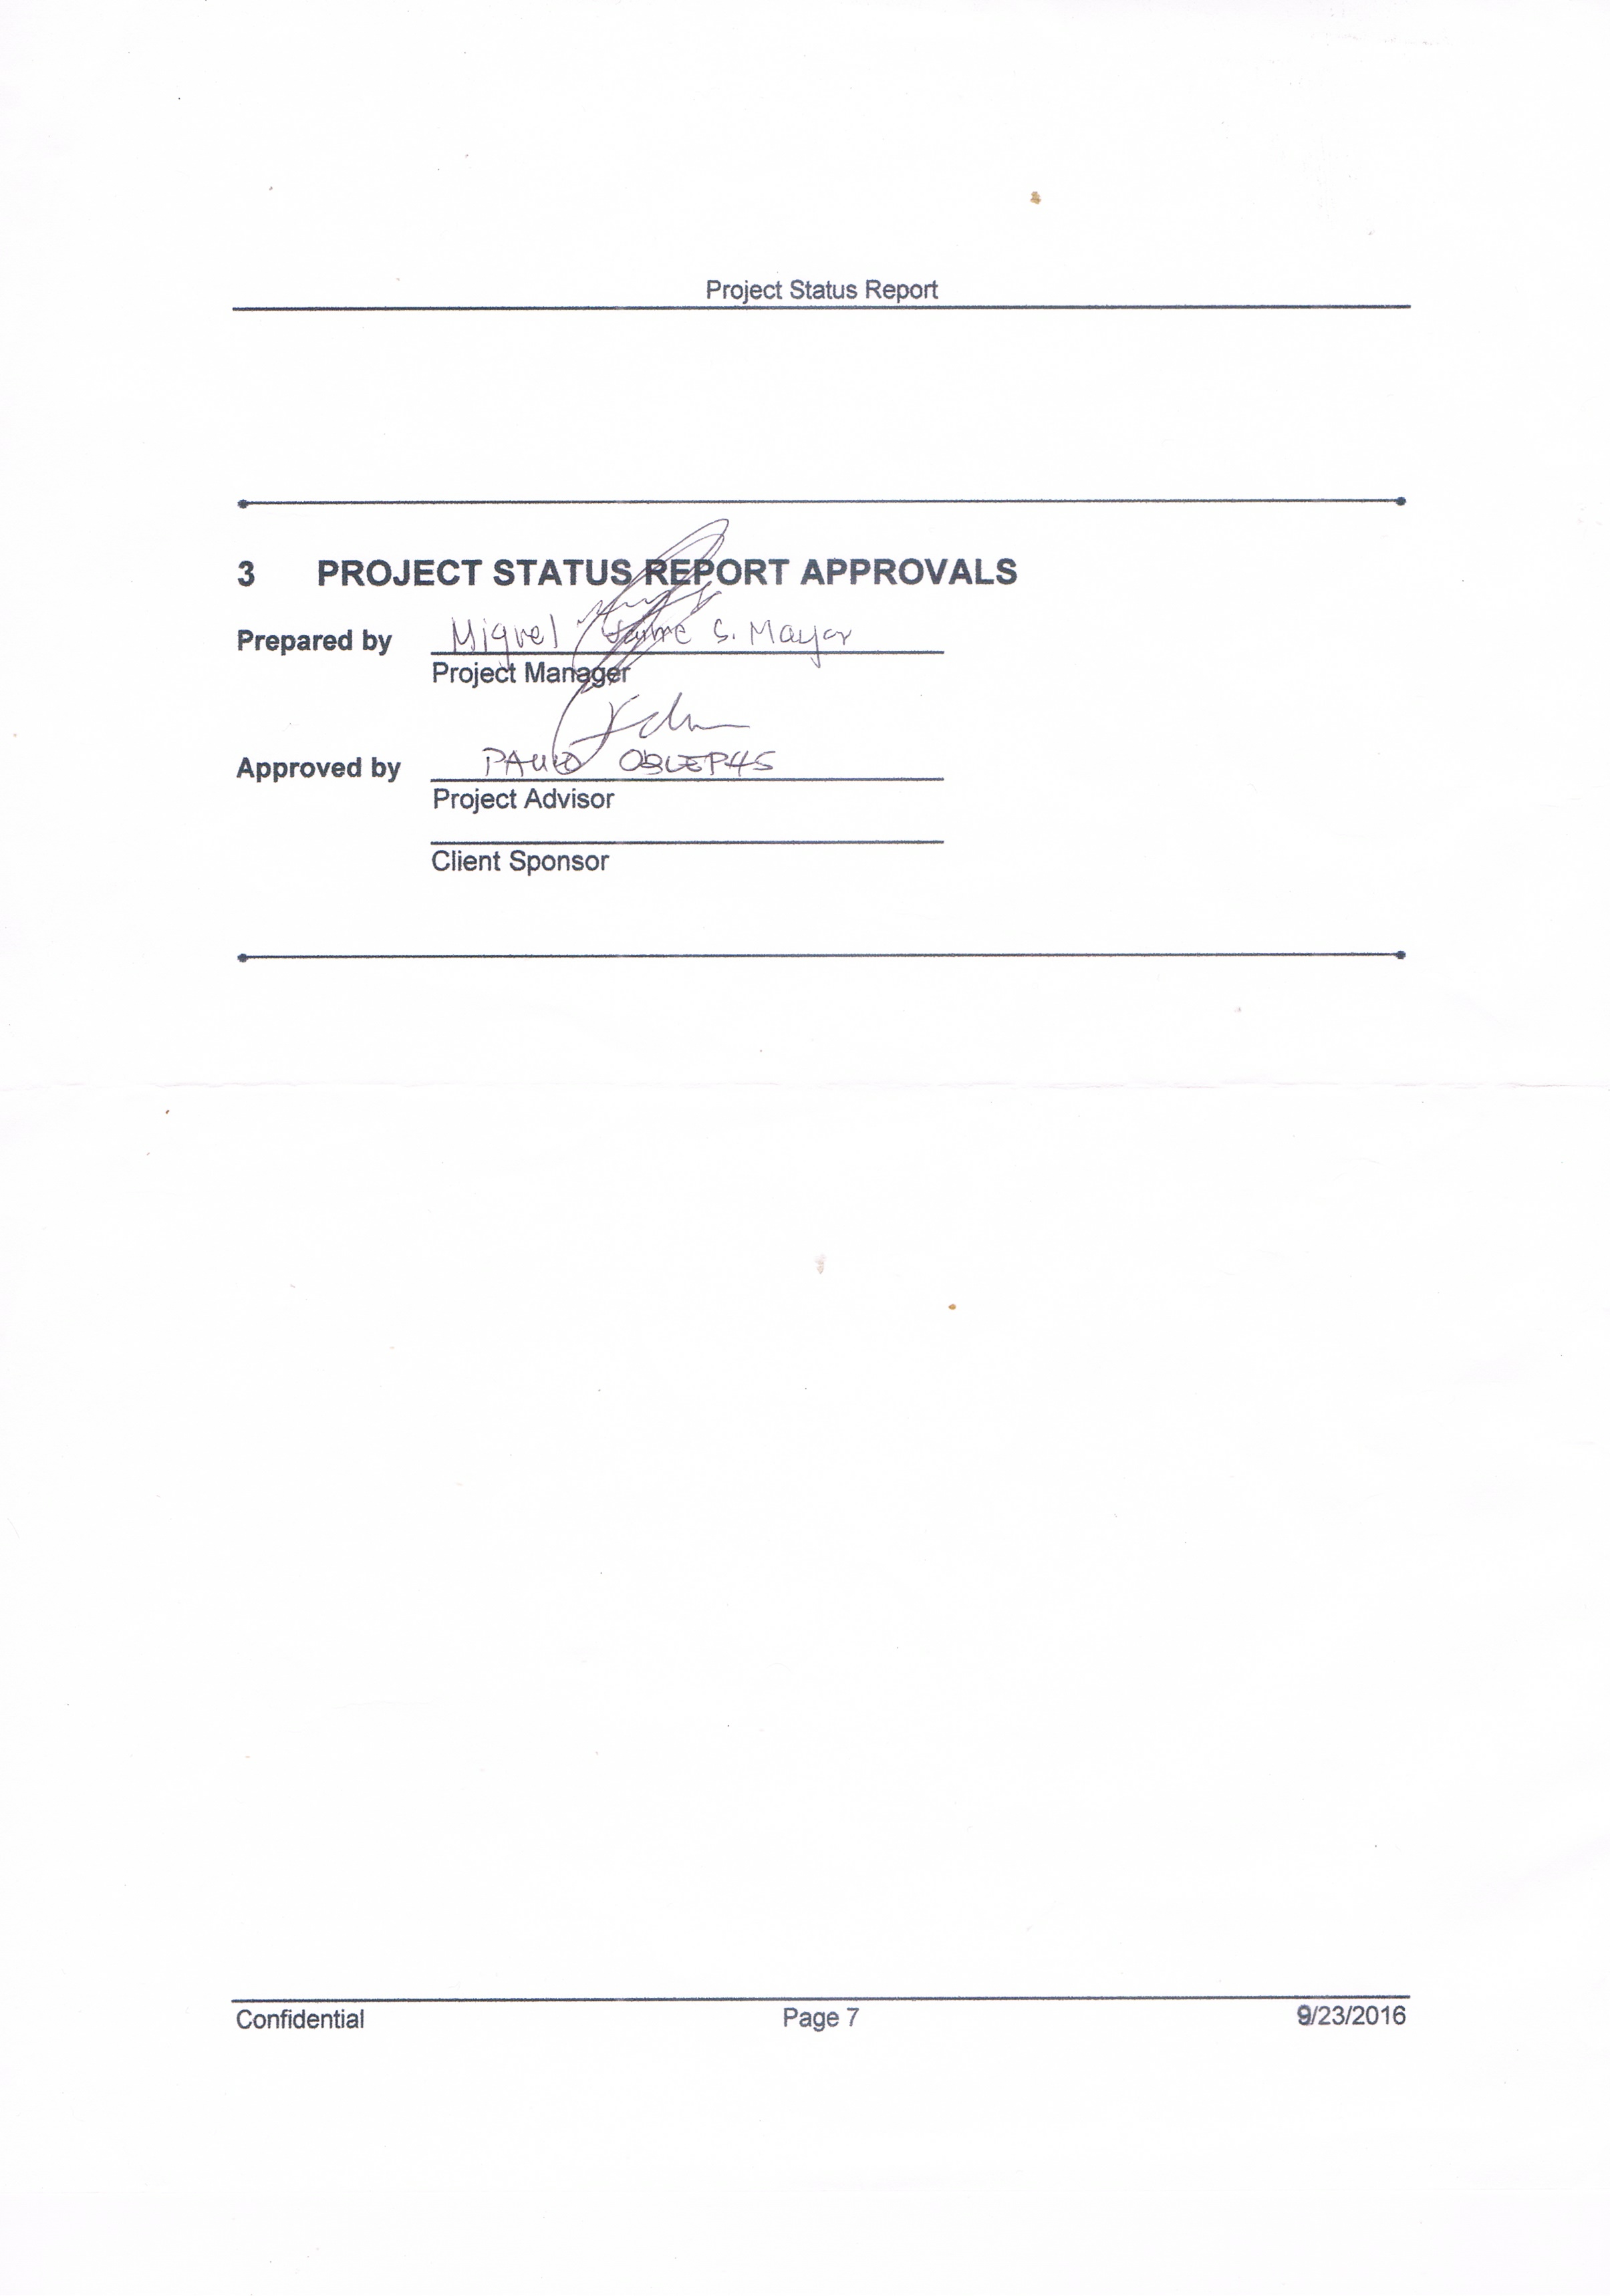 Project Status Report
3 PROJECT STATUS REPORT APPROVALS
Prepared by Miguel Jayme S. Mayor
Project Manager
Approved by PAULO OBLEPAS
Project Advisor
Client Sponsor
Confidential Page 7 9/23/2016